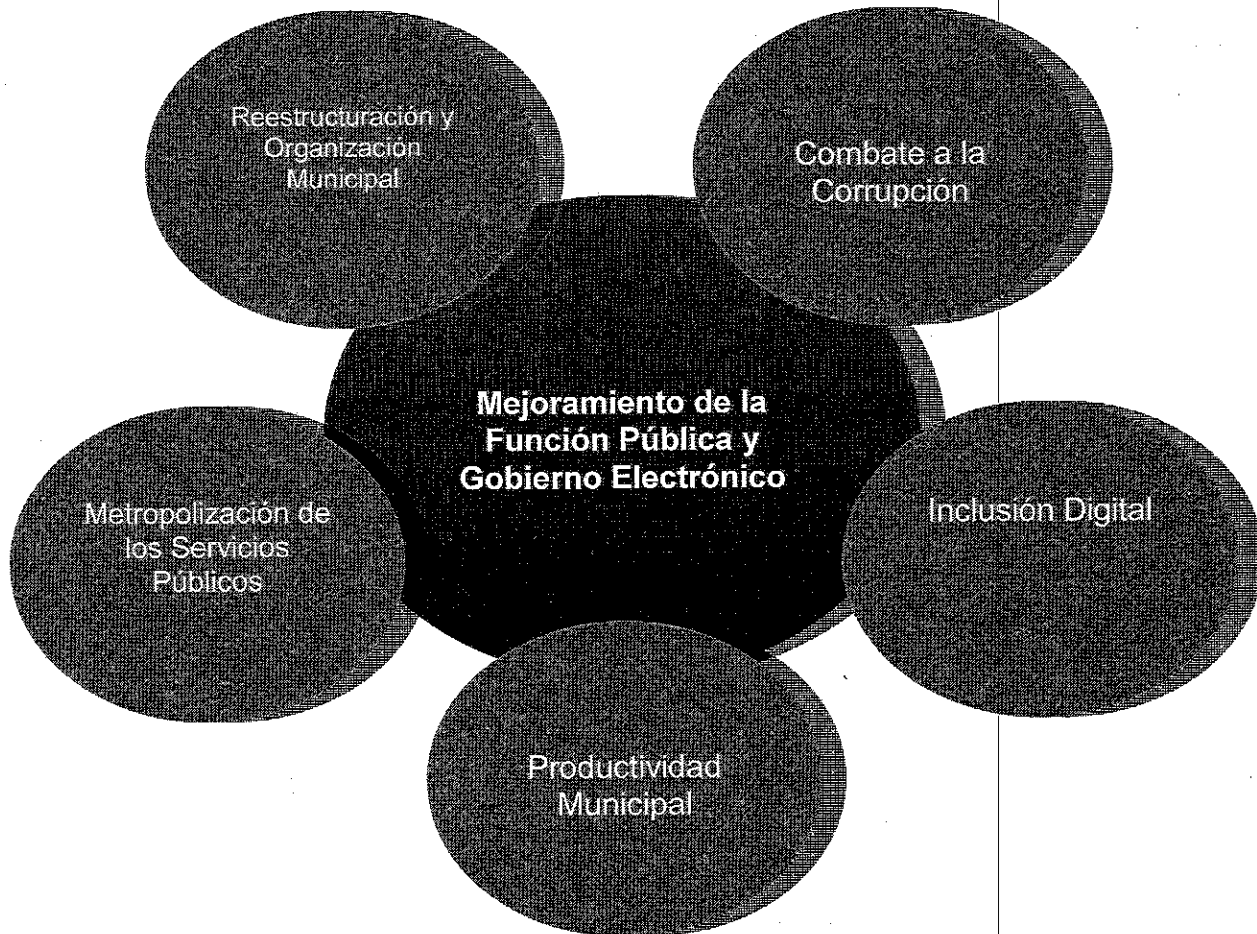 Reestructuración y
Organización
Municipal
Combate a la
Corrupción
Mejoramiento de la
Función Pública y
Gobierno Electrónico
Metropolización de
los Servicios
Públicos
Inclusión Digital
Productividad
Municipal